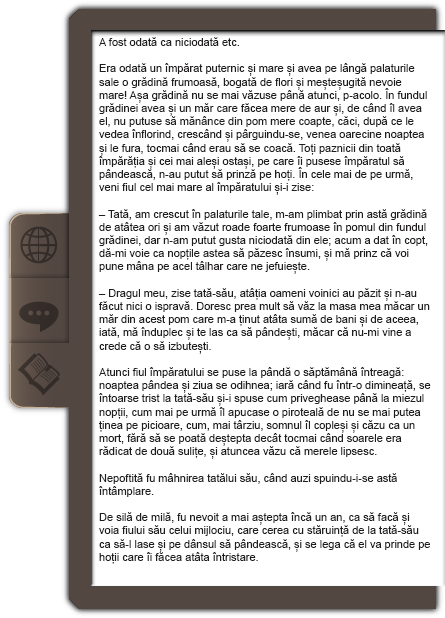 A fost odată ca niciodată etc.
Era odată un împărat puternic și mare și avea pe lângă palaturile
sale o grădină frumoasă, bogată de flori și meșteșugită nevoie
mare! Așa grădină nu se mai văzuse până atunci, p-acolo. În fundul
grădinei avea și un măr care făcea mere de aur și, de când îl avea
el, nu putuse să mănânce din pom mere coapte, căci, după ce le
vedea înflorind, crescând și pârguindu-se, venea oarecine noaptea
și le fura, tocmai când erau să se coacă. Toți paznicii din toată
împărăția și cei mai aleși ostași, pe care îi pusese împăratul să
pândească, n-au putut să prinză pe hoți. În cele mai de pe urmă,
veni fiul cel mai mare al împăratului și-i zise:
– Tată, am crescut în palaturile tale, m-am plimbat prin astă grădină
de atâtea ori și am văzut roade foarte frumoase în pomul din fundul
grădinei, dar n-am putut gusta niciodată din ele; acum a dat în copt,
dă-mi voie ca nopțile astea să păzesc însumi, și mă prinz că voi
pune mâna pe acel tâlhar care ne jefuiește.
– Dragul meu, zise tată-său, atâția oameni voinici au păzit și n-au
făcut nici o ispravă. Doresc prea mult să văz la masa mea măcar un
măr din acest pom care m-a ținut atâta sumă de bani și de aceea,
iată, mă înduplec și te las ca să pândești, măcar că nu-mi vine a
crede că o să izbutești.
Atunci fiul împăratului se puse la pândă o săptămână întreagă:
noaptea pândea și ziua se odihnea; iară când fu într-o dimineață, se
întoarse trist la tată-său și-i spuse cum priveghease până la miezul
nopții, cum mai pe urmă îl apucase o piroteală de nu se mai putea
ținea pe picioare, cum, mai târziu, somnul îl copleși și căzu ca un
mort, fără să se poată deștepta decât tocmai când soarele era
rădicat de două sulițe, și atuncea văzu că merele lipsesc.
Nepoftită fu mâhnirea tatălui său, când auzi spuindu-i-se astă
întâmplare.
De silă de milă, fu nevoit a mai aștepta încă un an, ca să facă și
voia fiului său celui mijlociu, care cerea cu stăruință de la tată-său
ca să-l lase și pe dânsul să pândească, și se lega că el va prinde pe
hoții care îi făcea atâta întristare.